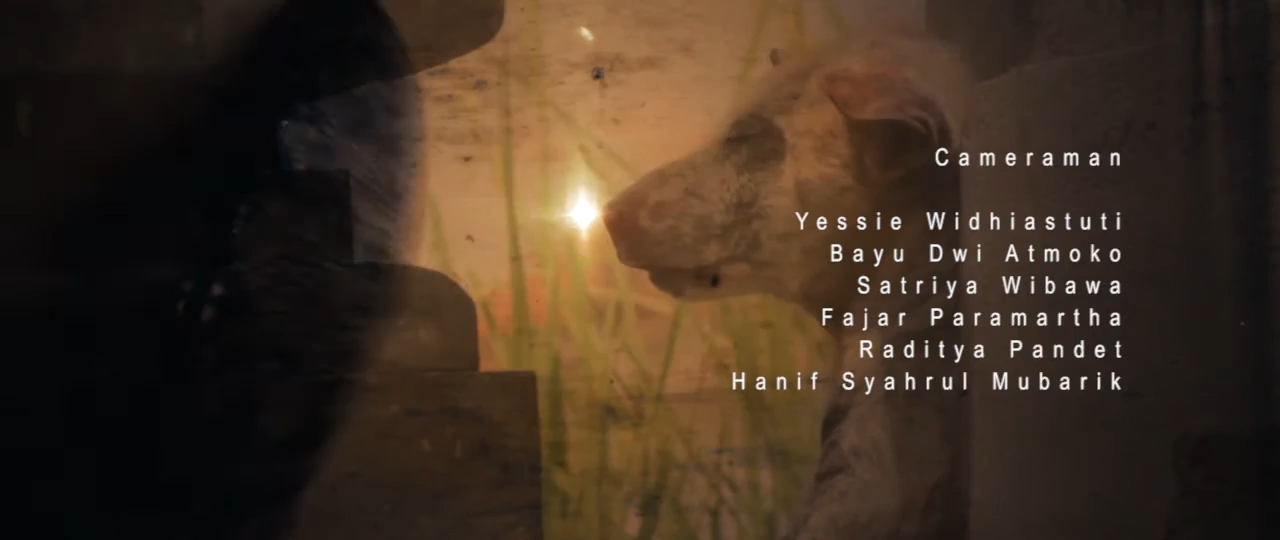 Cameraman
Yessie Widhiastuti
Bayu Dwi Atmoko
Satriya Wibawa
Fajar Paramartha
Raditya Pandet
Hanif Syahrul Mubarik